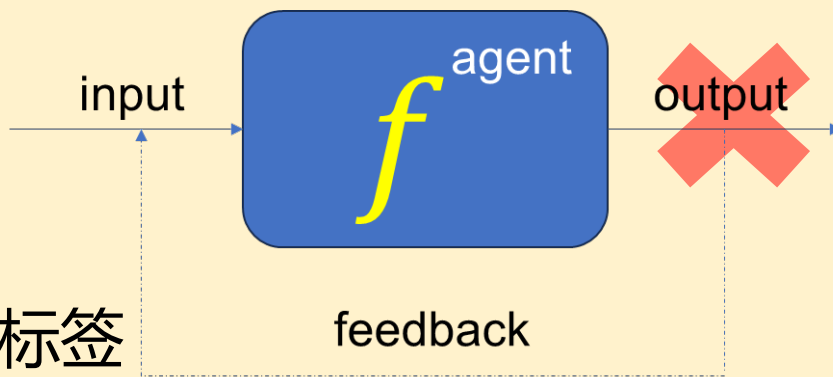 agent
input
f
output
标签
feedback